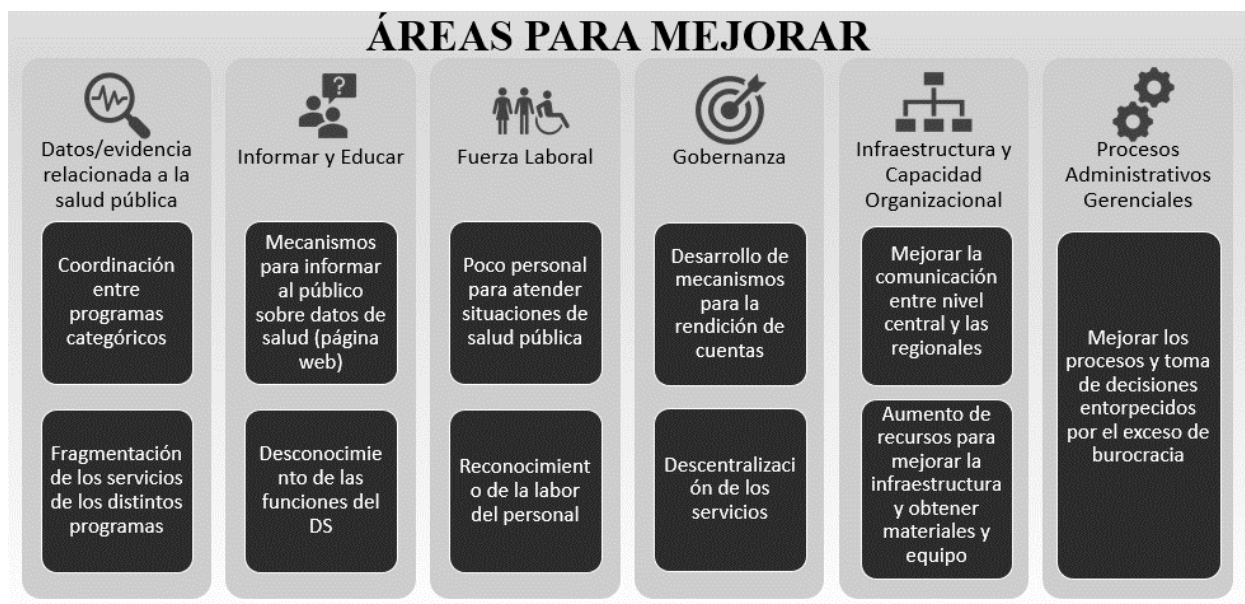 ÁREAS PARA MEJORAR
?
Datos/evidencia
relacionada a la
salud pública
Coordinación
entre
programas
categóricos
Fragmentación
de los servicios
de los distintos
programas
Informar y Educar
Mecanismos
para informar
al público
sobre datos de
salud (página
web)
Desconocimie
nto de las
funciones del
DS
Fuerza Laboral
Poco personal
para atender
situaciones de
salud pública
Reconocimient
o de la labor
del personal
Gobernanza
Desarrollo de
mecanismos
para la
rendición de
cuentas
Descentralizaci
ón de los
servicios
Infraestructura y
Capacidad
Organizacional
Mejorar la
comunicación
entre nivel
central y las
regionales
Aumento de
recursos para
mejorar la
infraestructura
y obtener
materiales y
equipo
Procesos
Administrativos
Gerenciales
Mejorar los
procesos y toma
de decisiones
entorpecidos
por el exceso de
burocracia